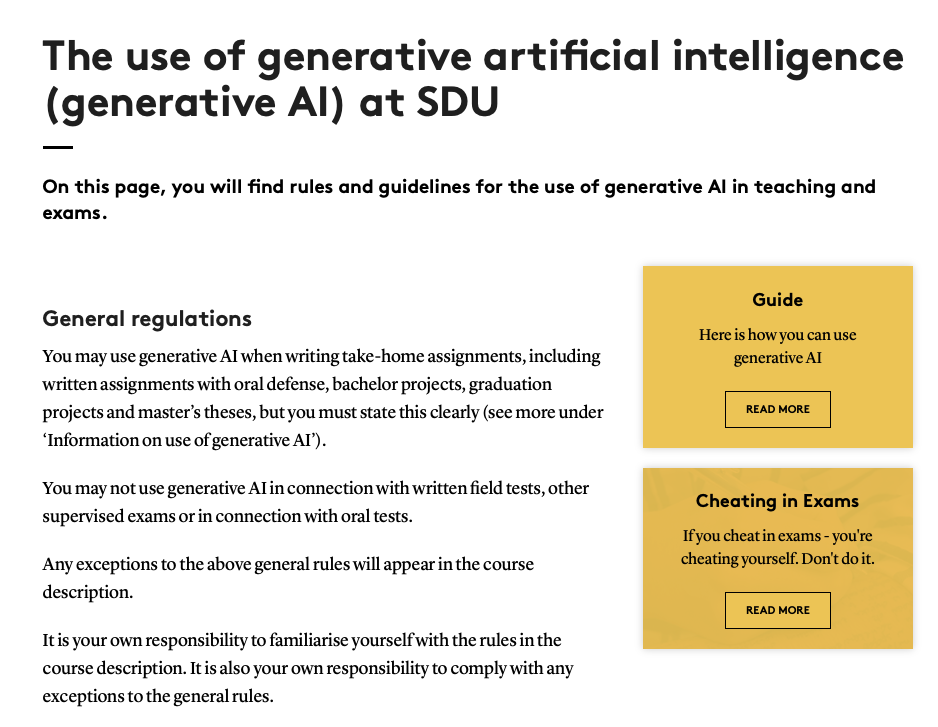 The use of generative artificial intelligence
(generative AI) at SDU
On this page, you will find rules and guidelines for the use of generative AI in teaching and
exams.
General regulations
You may use generative AI when writing take-home assignments, including
written assignments with oral defense, bachelor projects, graduation
projects and master’s theses, but you must state this clearly (see more under
‘Information on use of generative AI’).
You may not use generative AI in connection with written field tests, other
supervised exams or in connection with oral tests.
Any exceptions to the above general rules will appear in the course
description.
It is your own responsibility to familiarise yourself with the rules in the
course description. It is also your own responsibility to comply with any
exceptions to the general rules.
Guide
Here is how you can use
generative AI
READ MORE
Cheating in Exams
If you cheat in exams - you're
cheating yourself. Don't do it.
READ MORE